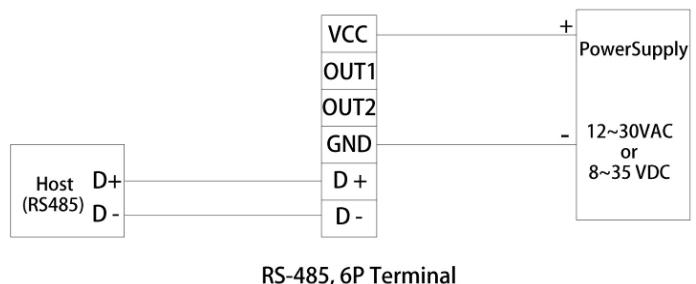 VCC
OUT1
OUT2
GND
D +
D -
+
PowerSupply
-
12~30VAC
or
8~35 VDC
Host
(RS485)
D+
D -
RS-485, 6P Terminal